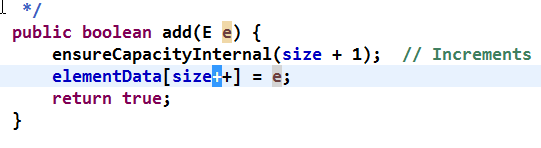 */
public boolean add(E e) {
ensureCapacityInternal(size + 1);  // Increments
elementData[size++] = e;
return true;
}